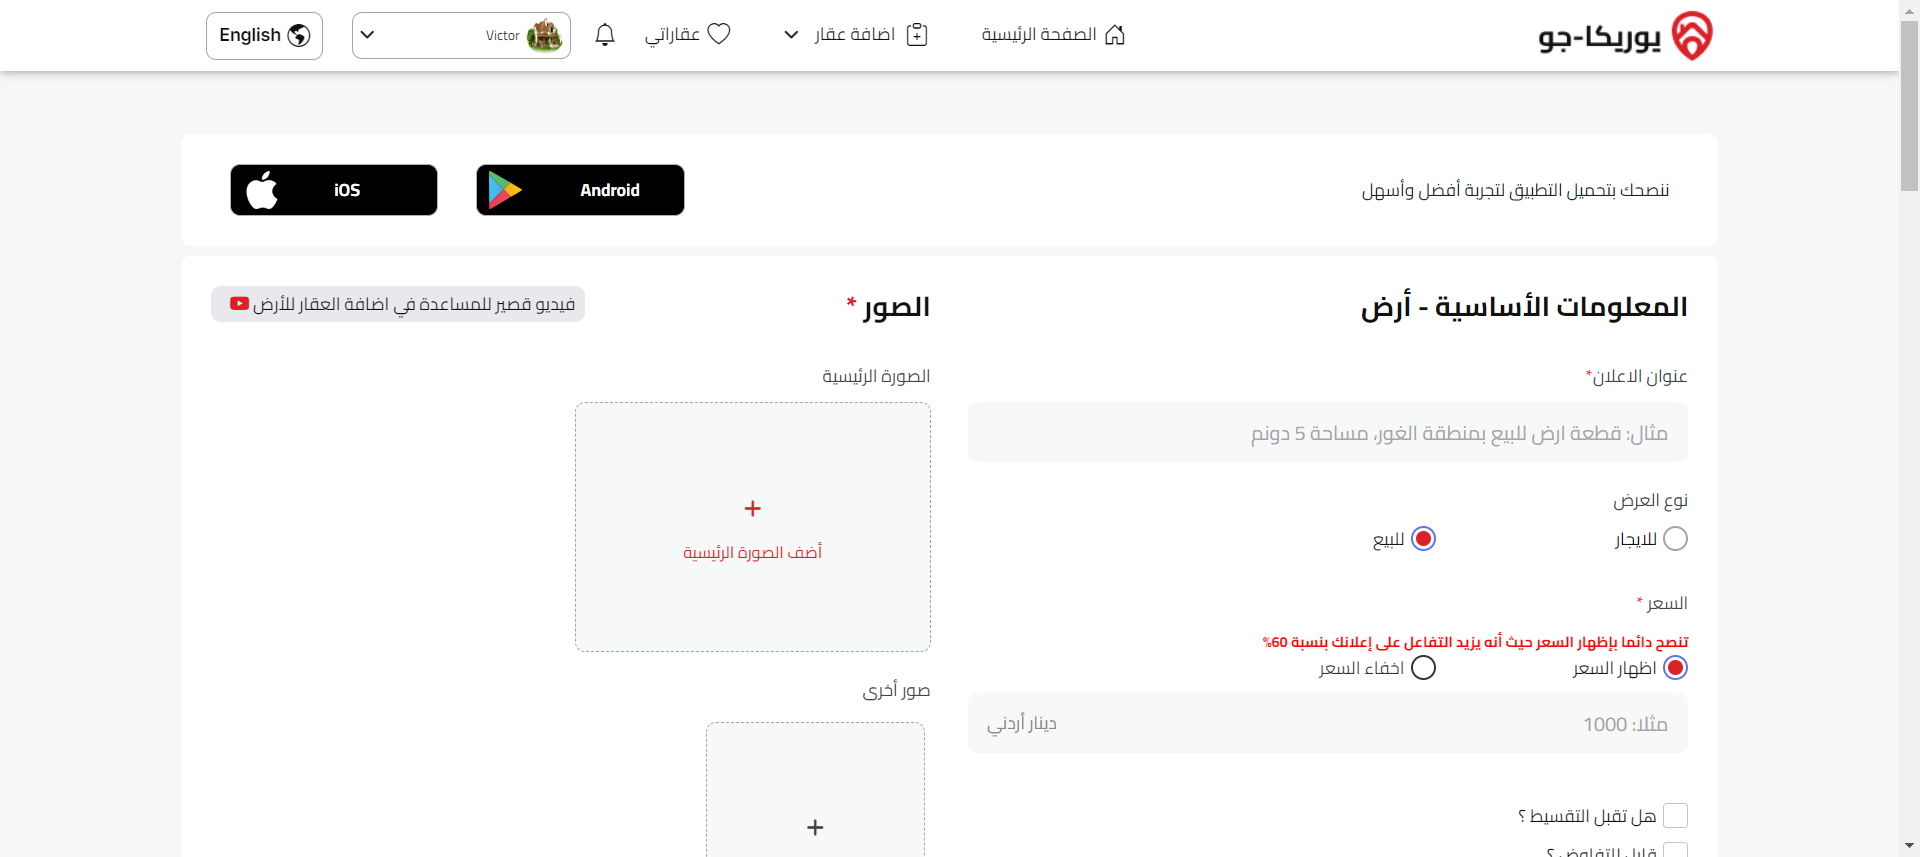 يوريكا-جو
الصفحة الرئيسية
اضافة عقار
عقاراتي
Victor
English
ننصحك بتحميل التطبيق لتجربة أفضل وأسهل
Android
iOS
المعلومات الأساسية - أرض
عنوان الاعلان*
مثال: قطعة ارض للبيع بمنطقة الغور، مساحة 5 دونم
نوع العرض
للايجار
للبيع
السعر *
تنصح دائما بإظهار السعر حيث أنه يزيد التفاعل على إعلانك بنسبة 60%
اظهار السعر
اخفاء السعر
مثلا: 1000
دينار أردني
هل تقبل التقسيط ؟
قابل للتفاوض ؟
الصور *
فيديو قصير للمساعدة في اضافة العقار للأرض
الصورة الرئيسية
+
أضف الصورة الرئيسية
صور أخرى
+